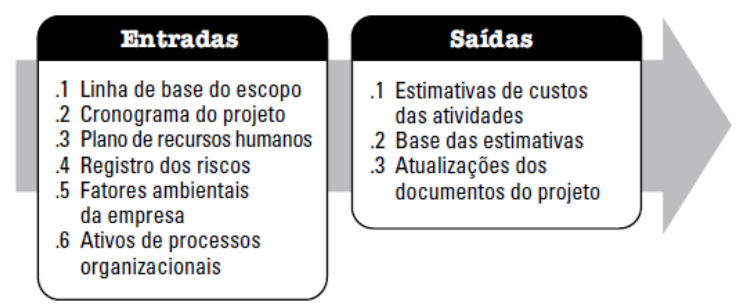 Entradas
.1 Linha de base do escopo
.2 Cronograma do projeto
.3 Plano de recursos humanos
.4 Registro dos riscos
.5 Fatores ambientais
da empresa
.6 Ativos de processos
organizacionais
Saídas
.1 Estimativas de custos
das atividades
.2 Base das estimativas
.3 Atualizações dos
documentos do projeto